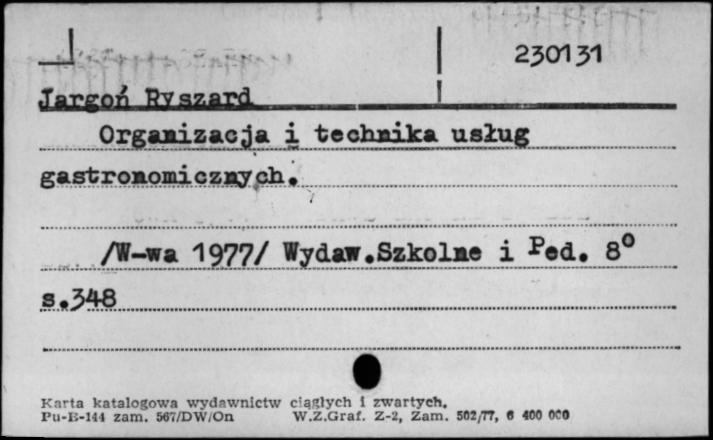 230131
Jargoń Ryszard
Organizacja i technika usług
gastronomicznych.
/W-wa 1977/ Wydaw.Szkolne i Ped. 8º
s.348
Karta katalogowa wydawnictw ciągłych i zwartych.
Pu-E-144 zam. 567/DW/On W.Z.Graf. Z-2, Zam. 502/77, 6 400 000